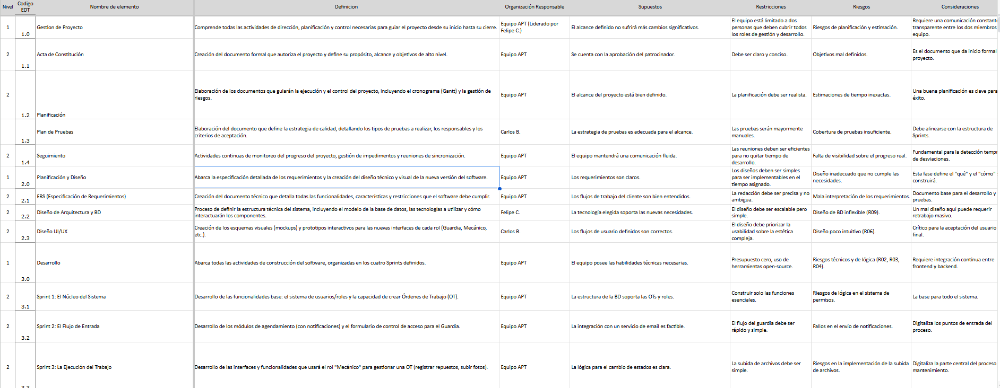 Nivel
Codigo
EDT
Nombre de elemento
Definicion
Organización Responsable
Supuestos
Restricciones
Riesgos
Consideraciones
1
1.0
Gestion de Proyecto
Comprende todas las actividades de dirección, planificación y control necesarias para guiar el proyecto desde su inicio hasta su cierre.
Equipo APT (Liderado por
Felipe C.)
El alcance definido no sufrirá más cambios significativos.
El equipo está limitado a dos
personas que deben cubrir todos
los roles de gestión y desarrollo.
Riesgos de planificación y estimación.
Requiere una comunicación constante
transparente entre los dos miembros
equipo.
2
1.1
Acta de Constitución
Creación del documento formal que autoriza el proyecto y define su propósito, alcance y objetivos de alto nivel.
Equipo APT
Se cuenta con la aprobación del patrocinador.
Debe ser claro y conciso.
Objetivos mal definidos.
Es el documento que da inicio formal
proyecto.
2
1.2
Planificación
Elaboración de los documentos que guiarán la ejecución y el control del proyecto, incluyendo el cronograma (Gantt) y la gestión de
riesgos.
Equipo APT
El alcance del proyecto está bien definido.
La planificación debe ser realista.
Estimaciones de tiempo inexactas.
Una buena planificación es clave para
éxito.
1.3
Plan de Pruebas
Elaboración del documento que define la estrategia de calidad, detallando los tipos de pruebas a realizar, los responsables y los
criterios de aceptación.
Carlos B.
La estrategia de pruebas es adecuada para el alcance.
Las pruebas serán mayormente
manuales.
Cobertura de pruebas insuficiente.
Debe alinearse con la estructura de
Sprints.
2
1.4
Seguimiento
Actividades continuas de monitoreo del progreso del proyecto, gestión de impedimentos y reuniones de sincronización.
Equipo APT
El equipo mantendrá una comunicación fluida.
Las reuniones deben ser eficientes
para no quitar tiempo de
desarrollo.
Falta de visibilidad sobre el progreso real.
Fundamental para la detección tempr
de desviaciones.
1
2.0
Planificación y Diseño
Abarca la especificación detallada de los requerimientos y la creación del diseño técnico y visual de la nueva versión del software.
Equipo APT
Los requerimientos son claros.
Los diseños deben ser simples
para ser implementables en el
tiempo asignado.
Diseño inadecuado que no cumple las
necesidades.
Esta fase define el "qué" y el "cómo"
construirá.
2
2.1
ERS (Especificación de Requerimientos)
Creación del documento técnico que detalla todas las funcionalidades, características y restricciones que el software debe cumplir.
Equipo APT
Los flujos de trabajo del cliente son bien entendidos.
La redacción debe ser precisa y no
ambigua.
Mala interpretación de los requerimientos.
Documento base para el desarrollo y
pruebas.
2
2.2
Diseño de Arquitectura y BD
Proceso de definir la estructura técnica del sistema, incluyendo el modelo de la base de datos, las tecnologías a utilizar y cómo
interactuarán los componentes.
Felipe C.
La tecnología elegida soporta las nuevas necesidades.
El diseño debe ser escalable pero
simple.
Diseño de BD inflexible (R09).
Un mal diseño aquí puede requerir
retrabajo masivo.
2
2.3
Diseño UI/UX
Creación de los esquemas visuales (mockups) y prototipos interactivos para las nuevas interfaces de cada rol (Guardia, Mecánico,
etc.).
Carlos B.
Los flujos de usuario definidos son correctos.
El diseño debe priorizar la
usabilidad sobre la estética
compleja.
Diseño poco intuitivo (R06).
Crítico para la aceptación del usuario
final.
1
3.0
Desarrollo
Abarca todas las actividades de construcción del software, organizadas en los cuatro Sprints definidos.
Equipo APT
El equipo posee las habilidades técnicas necesarias.
Presupuesto cero, uso de
herramientas open-source.
Riesgos técnicos y de lógica (R02, R03,
R04).
Requiere integración continua entre
frontend y backend.
2
3.1
Sprint 1: El Núcleo del Sistema
Desarrollo de las funcionalidades base: el sistema de usuarios/roles y la capacidad de crear Órdenes de Trabajo (OT).
Equipo APT
La estructura de la BD soporta las OTs y roles.
Construir solo las funciones
esenciales.
Riesgos de lógica en el sistema de
permisos.
La base para todo el sistema.
2
3.2
Sprint 2: El Flujo de Entrada
Desarrollo de los módulos de agendamiento (con notificaciones) y el formulario de control de acceso para el Guardia.
Equipo APT
La integración con un servicio de email es factible.
El flujo del guardia debe ser
rápido y simple.
Fallos en el envío de notificaciones.
Digitaliza los puntos de entrada del
proceso.
2
3.3
Sprint 3: La Ejecución del Trabajo
Desarrollo de las interfaces y funcionalidades que usará el rol "Mecánico" para gestionar una OT (registrar repuestos, subir fotos).
Equipo APT
La lógica para el cambio de estados es clara.
La subida de archivos debe ser
simple.
Riesgos en la implementación de la subida
de archivos.
Digitaliza la parte central del proceso
mantenimiento.